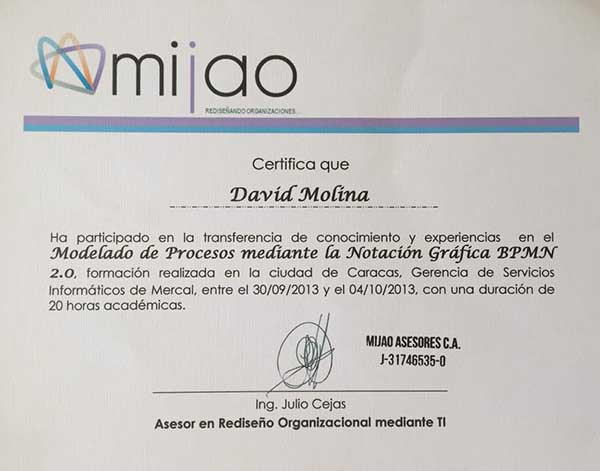 mijao
REDISEÑANDO ORGANIZACIONES...
Certifica que
David Molina
Ha participado en la transferencia de conocimiento y experiencias en el
Modelado de Procesos mediante la Notación Gráfica BPMN
2.0, formación realizada en la ciudad de Caracas, Gerencia de Servicios
Informáticos de Mercal, entre el 30/09/2013 y el 04/10/2013, con una duración de
20 horas académicas.
MIJAO ASESORES C.A.
J-31746535-0
Ing. Julio Cejas
Asesor en Rediseño Organizacional mediante TI